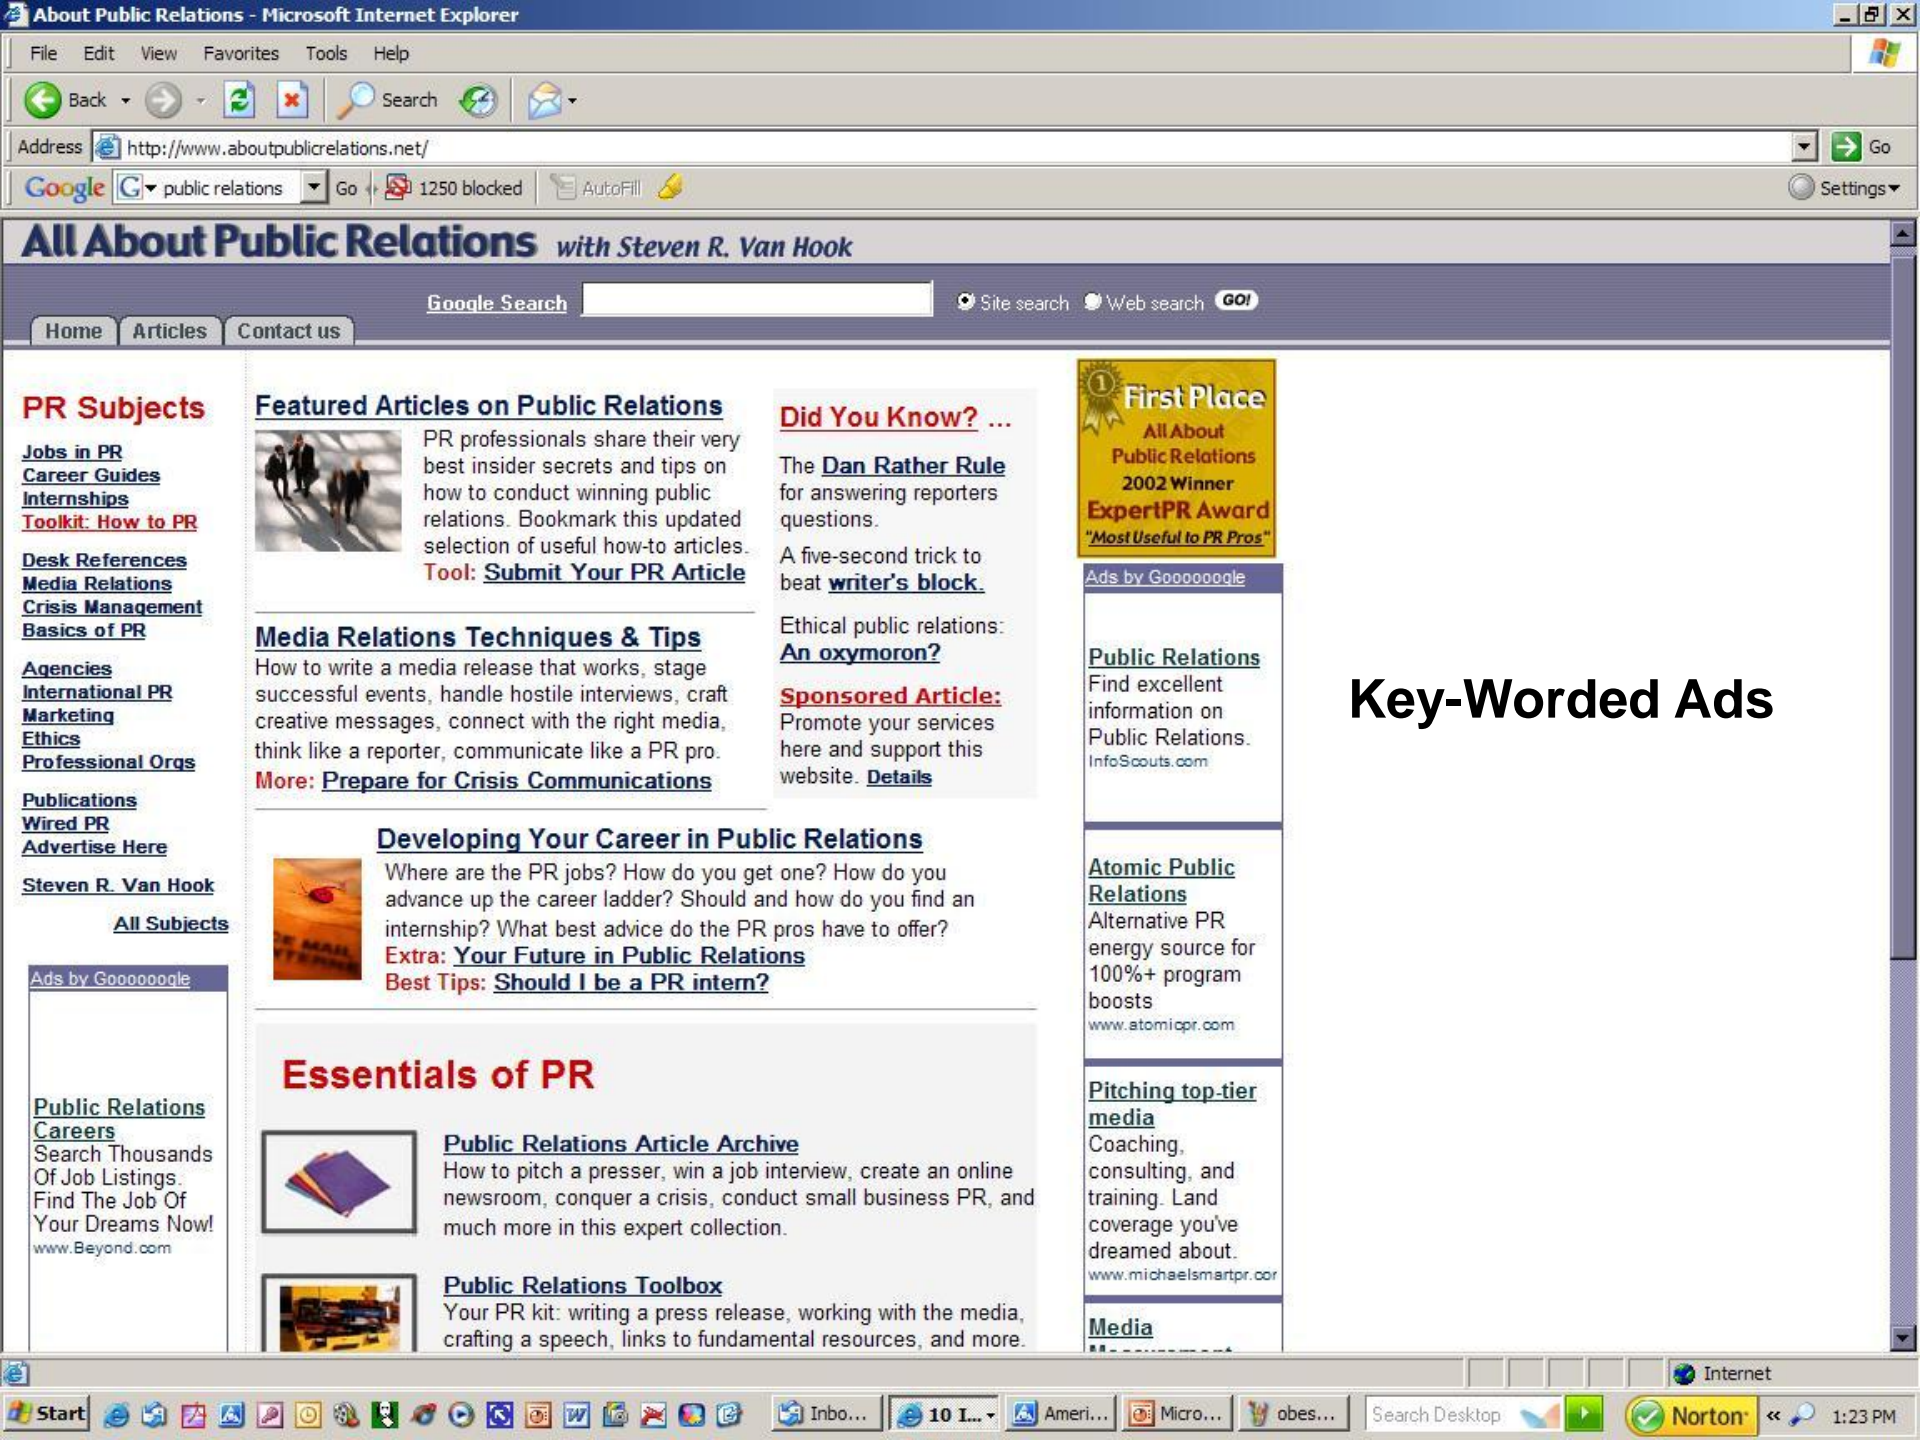 About Public Relations - Microsoft Internet Explorer
File Edit View Favorites Tools Help
Back Search
Address http://www.aboutpublicrelations.net/ Go
Google G public relations Go 1250 blocked AutoFill Settings
All About Public Relations with Steven R. Van Hook
Google Search Site search Web search GO!
Home Articles Contact us
PR Subjects
Jobs in PR
Career Guides
Internships
Toolkit: How to PR
Desk References
Media Relations
Crisis Management
Basics of PR
Agencies
International PR
Marketing
Ethics
Professional Orgs
Publications
Wired PR
Advertise Here
Steven R. Van Hook
All Subjects
Ads by Goooooogle
Public Relations
Careers
Search Thousands
Of Job Listings.
Find The Job Of
Your Dreams Now!
www.Beyond.com
Featured Articles on Public Relations
PR professionals share their very
best insider secrets and tips on
how to conduct winning public
relations. Bookmark this updated
selection of useful how-to articles.
Tool: Submit Your PR Article
Media Relations Techniques & Tips
How to write a media release that works, stage
successful events, handle hostile interviews, craft
creative messages, connect with the right media,
think like a reporter, communicate like a PR pro.
More: Prepare for Crisis Communications
Did You Know? ...
The Dan Rather Rule
for answering reporters
questions.
A five-second trick to
beat writer's block.
Ethical public relations:
An oxymoron?
Sponsored Article:
Promote your services
here and support this
website. Details
Developing Your Career in Public Relations
Where are the PR jobs? How do you get one? How do you
advance up the career ladder? Should and how do you find an
internship? What best advice do the PR pros have to offer?
Extra: Your Future in Public Relations
Best Tips: Should I be a PR intern?
Essentials of PR
Public Relations Article Archive
How to pitch a presser, win a job interview, create an online
newsroom, conquer a crisis, conduct small business PR, and
much more in this expert collection.
Public Relations Toolbox
Your PR kit: writing a press release, working with the media,
crafting a speech, links to fundamental resources, and more.
1
First Place
All About
Public Relations
2002 Winner
ExpertPR Award
"Most Useful to PR Pros"
Ads by Goooooogle
Public Relations
Find excellent
information on
Public Relations.
InfoScouts.com
Atomic Public
Relations
Alternative PR
energy source for
100%+ program
boosts
www.atomicpr.com
Pitching top-tier
media
Coaching,
consulting, and
training. Land
coverage you've
dreamed about.
www.michaelsmartpr.cor
Media
Key-Worded Ads
Internet
Start Inbo... 10 I... Ameri... Micro... obes... Search Desktop Norton « 1:23 PM